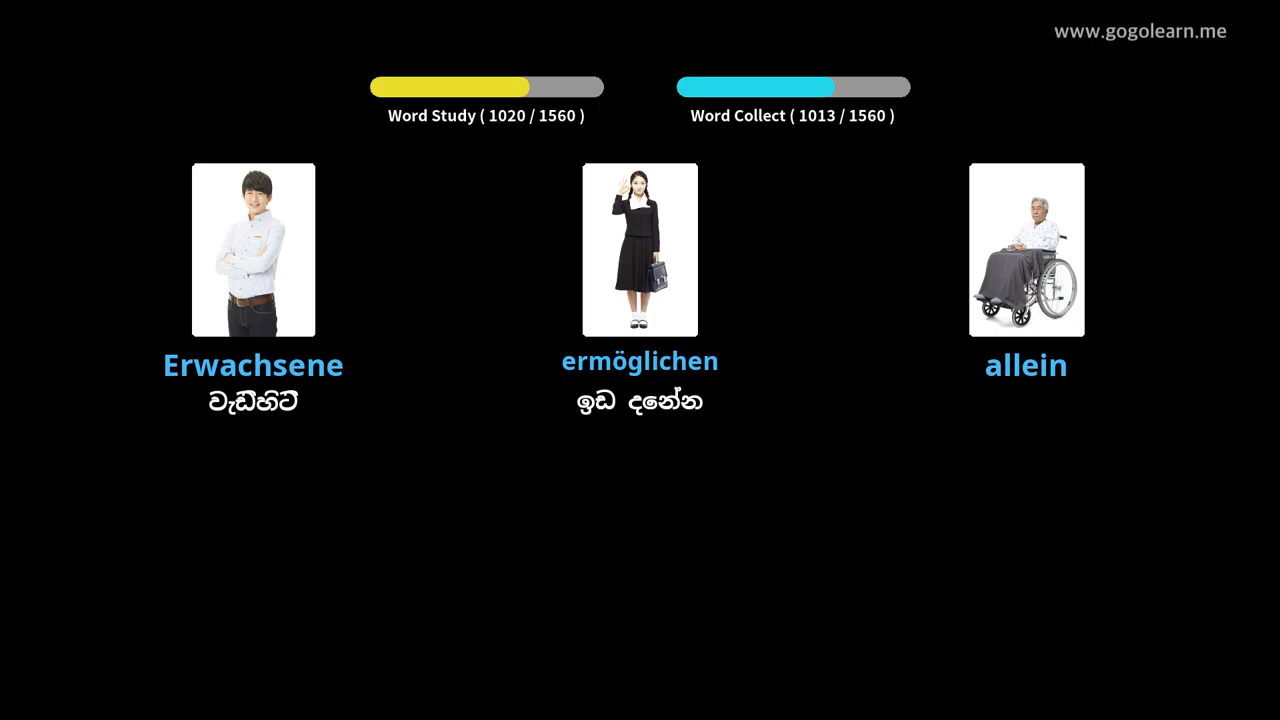 www.gogolearn.me
Word Study ( 1020 / 1560 )
Word Collect ( 1013 / 1560 )
Erwachsene
වැඩිහිටි
ermöglichen
ඉඩ දෙන්න
allein